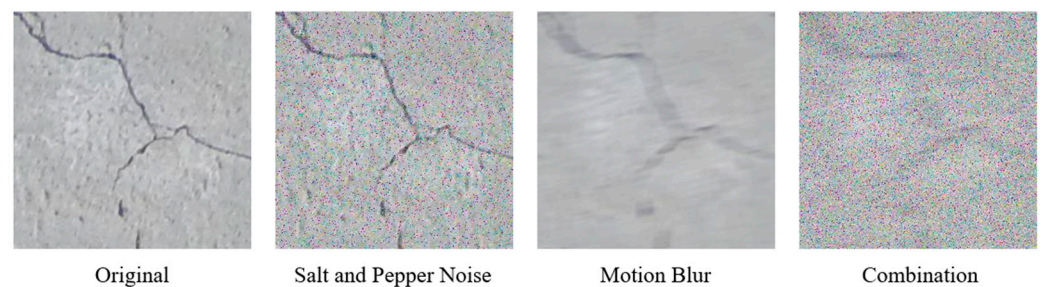 Original
Salt and Pepper Noise
Motion Blur
Combination